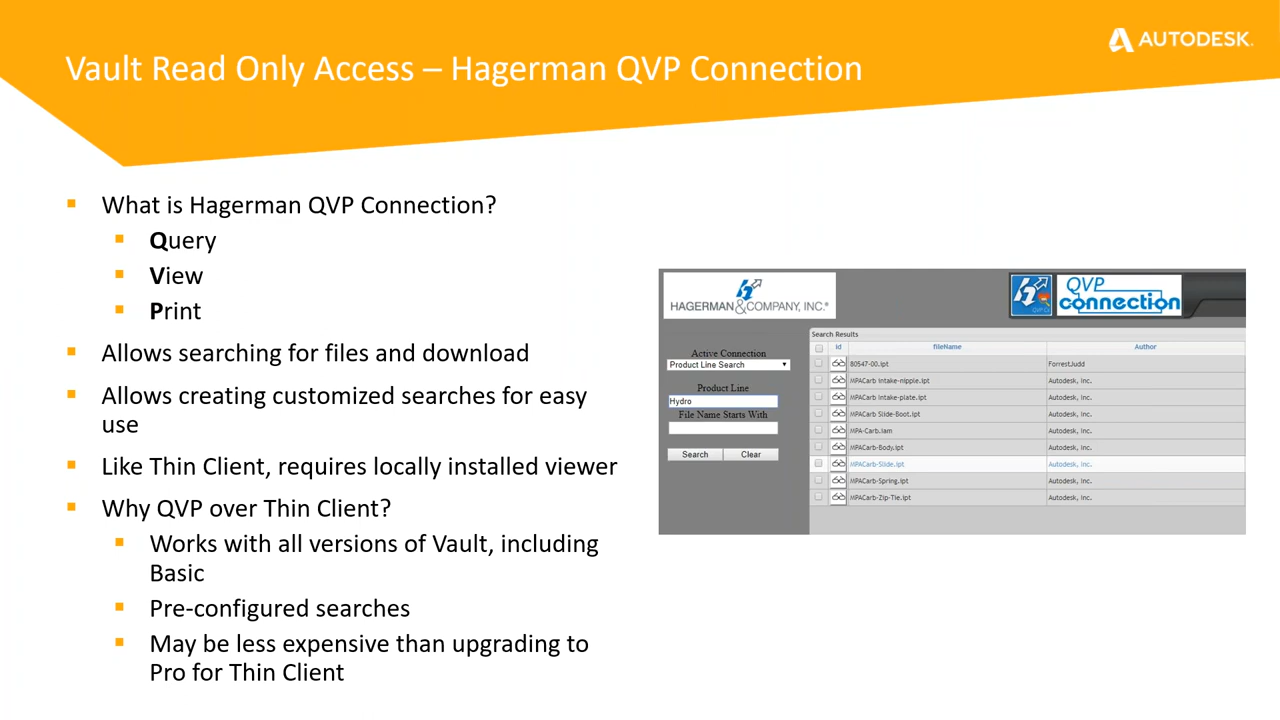 AUTODESK.
Vault Read Only Access – Hagerman QVP Connection
What is Hagerman QVP Connection?
Query
View
Print
Allows searching for files and download
Allows creating customized searches for easy
use
Like Thin Client, requires locally installed viewer
Why QVP over Thin Client?
Works with all versions of Vault, including
Basic
Pre-configured searches
May be less expensive than upgrading to
Pro for Thin Client
HAGERMAN&COMPANY, INC.®
QVP
connection
Active Connection
Product Line Search
Product Line
Hydro
File Name Starts With
Search Clear
Search Results
id fileName Author
80547-00.ipt ForrestJudd
MPACarb intake-nipple.ipt Autodesk, Inc.
MPACarb intake-plate.ipt Autodesk, Inc.
MPACarb Slide-Boot.ipt Autodesk, Inc.
MPA-Carb.iam Autodesk, Inc.
MPACarb-Body.ipt Autodesk, Inc.
MPACarb-Slide.ipt Autodesk, Inc.
MPACarb-Spring.ipt Autodesk, Inc.
MPACarb-Zip-Tie.ipt Autodesk, Inc.